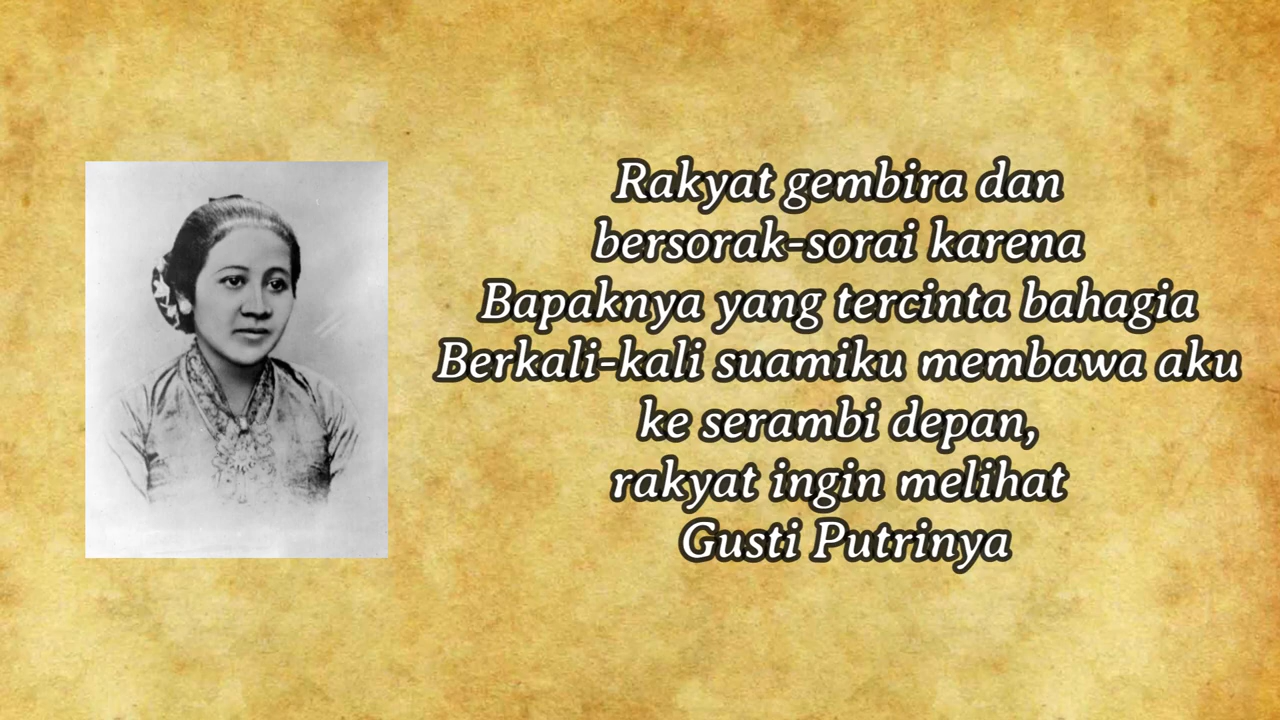 Rakyat gembira dan
bersorak-sorai karena
Bapaknya yang tercinta bahagia
Berkali-kali suamiku membawa aku
ke serambi depan,
rakyat ingin melihat
Gusti Putrinya